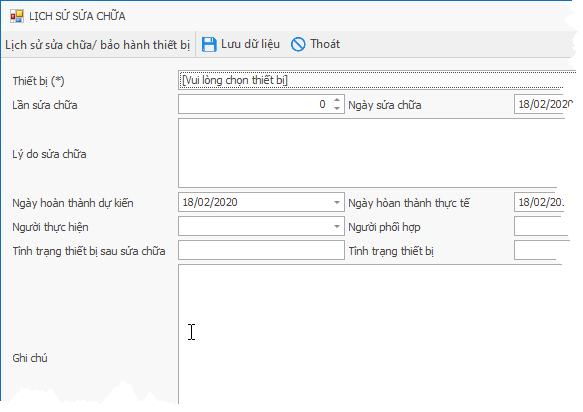 LỊCH SỬ SỬA CHỮA
Lịch sử sửa chữa/ bảo hành thiết bị Lưu dữ liệu Thoát
Thiết bị (*) [Vui lòng chọn thiết bị]
Lần sửa chữa 0 Ngày sửa chữa 18/02/2020
Lý do sửa chữa
Ngày hoàn thành dự kiến 18/02/2020 Ngày hòan thành thực tế 18/02/20
Người thực hiện Người phối hợp
Tình trạng thiết bị sau sửa chữa Tình trạng thiết bị
Ghi chú